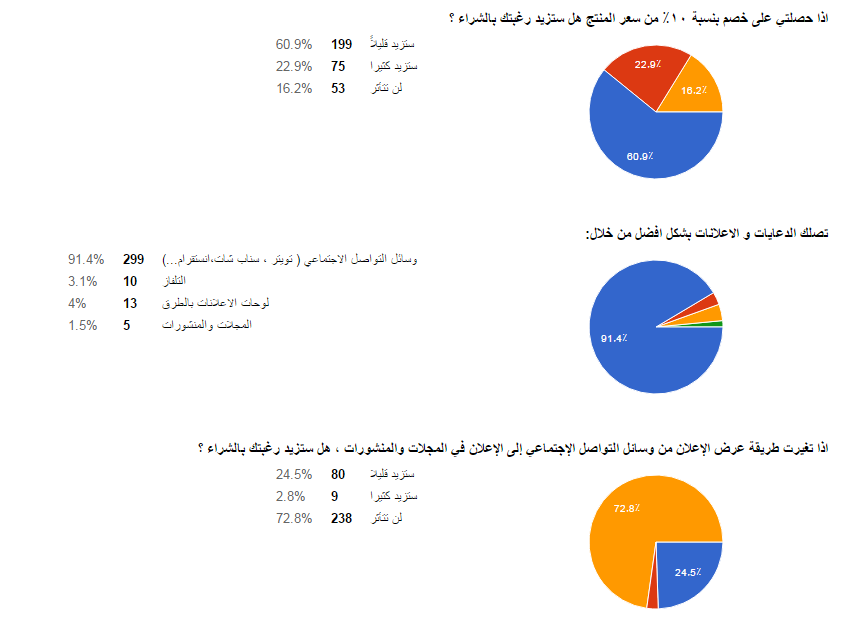 اذا حصلتي على خصم بنسبة ١٠٪ من سعر المنتج هل ستزيد رغبتك بالشراء ؟
ستزيد قليلاً 199 60.9%
ستزيد كثيرا 75 22.9%
لن تتأثر 53 16.2%
22.9٪
16.2٪
60.9٪
تصلك الدعايات و الاعلانات بشكل افضل من خلال:
وسائل التواصل الاجتماعي ( تويتر ، سناب شات،انستقرام...) 299 91.4%
التلفاز 10 3.1%
لوحات الاعلانات بالطرق 13 4%
المجلات والمنشورات 5 1.5%
91.4٪
اذا تغيرت طريقة عرض الإعلان من وسائل التواصل الإجتماعي إلى الإعلان في المجلات والمنشورات ، هل ستزيد رغبتك بالشراء ؟
ستزيد قليلا 80 24.5%
ستزيد كثيرا 9 2.8%
لن تتأثر 238 72.8%
72.8٪
24.5٪